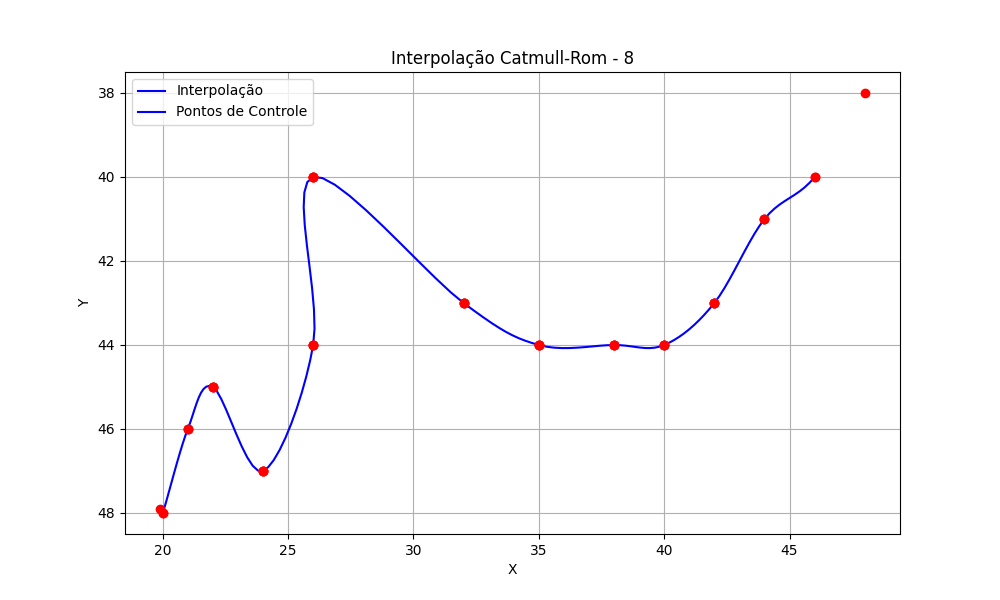 Interpolação Catmull-Rom - 8
Interpolação
Pontos de Controle
38
40
42
44
46
48
Y
20 25 30 35 40 45
X